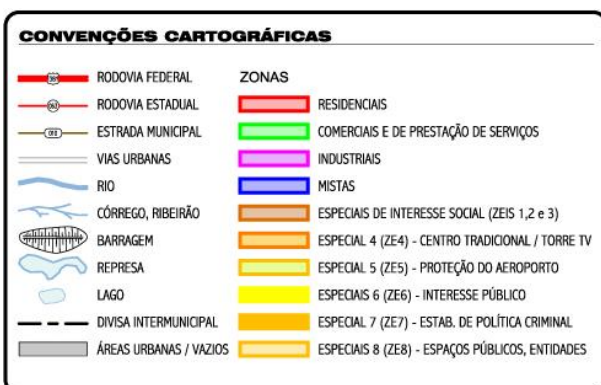 CONVENÇÕES CARTOGRÁFICAS
RODOVIA FEDERAL
RODOVIA ESTADUAL
ESTRADA MUNICIPAL
VIAS URBANAS
RIO
CÓRREGO, RIBEIRÃO
BARRAGEM
REPRESA
LAGO
DIVISA INTERMUNICIPAL
ÁREAS URBANAS / VAZIOS
ZONAS
RESIDENCIAIS
COMERCIAIS E DE PRESTAÇÃO DE SERVIÇOS
INDUSTRIAIS
MISTAS
ESPECIAIS DE INTERESSE SOCIAL (ZEIS 1,2 e 3)
ESPECIAL 4 (ZE4) - CENTRO TRADICIONAL / TORRE TV
ESPECIAL 5 (ZE5) - PROTEÇÃO DO AEROPORTO
ESPECIAIS 6 (ZE6) - INTERESSE PÚBLICO
ESPECIAL 7 (ZE7) - ESTAB. DE POLÍTICA CRIMINAL
ESPECIAIS 8 (ZE8) - ESPAÇOS PÚBLICOS, ENTIDADES